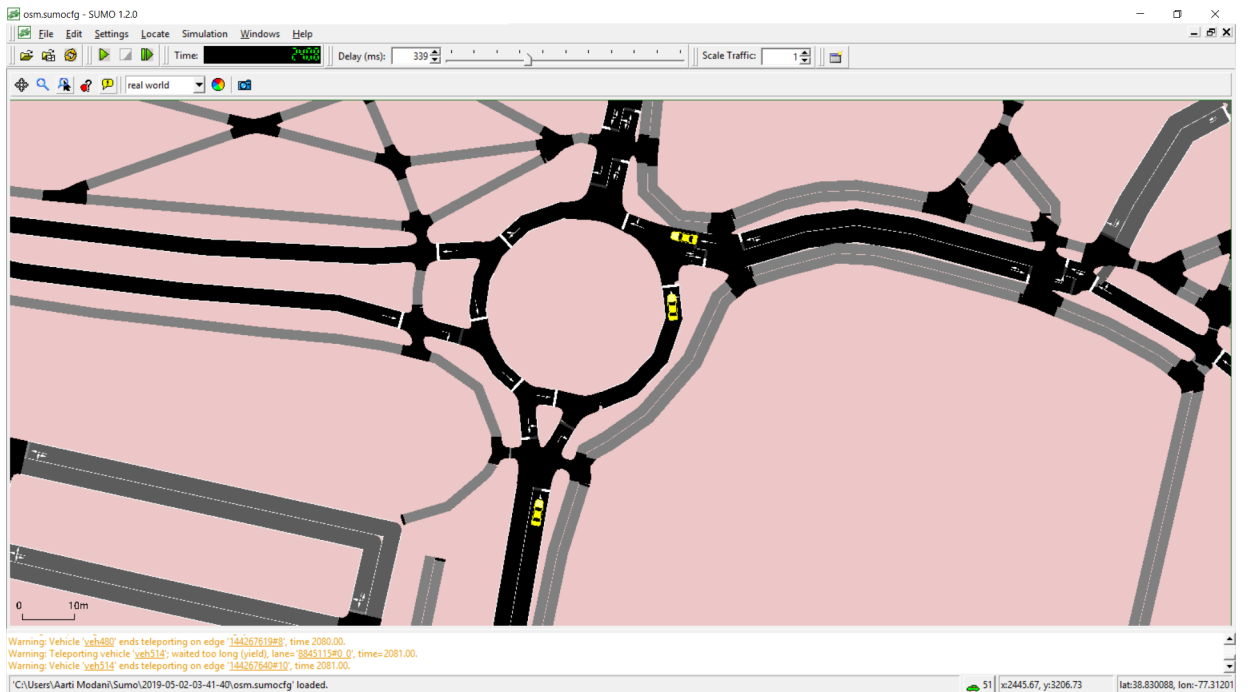 osm.sumocfg - SUMO 1.2.0
File Edit Settings Locate Simulation Windows Help
Time: 2408 Delay (ms): 339 Scale Traffic: 1
real world
0 10m
Warning: Vehicle 'veh480' ends teleporting on edge '144267619#8', time 2080.00.
Warning: Teleporting vehicle 'veh514'; waited too long (yield), lane='8845115#0_0', time=2081.00.
Warning: Vehicle 'veh514' ends teleporting on edge '144267640#10', time 2081.00.
'C:\Users\Aarti Modani\Sumo\2019-05-02-03-41-40\osm.sumocfg' loaded. 51 x:2445.67, y:3206.73 lat:38.830088, lon:-77.31201